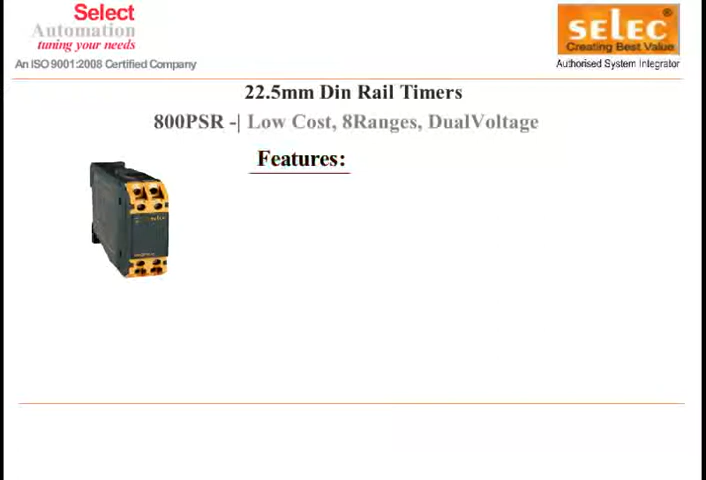 Select
Automation
tuning your needs
An ISO 9001:2008 Certified Company
selec
Creating Best Value
Authorised System Integrator
22.5mm Din Rail Timers
800PSR -| Low Cost, 8Ranges, DualVoltage
Features:
selec